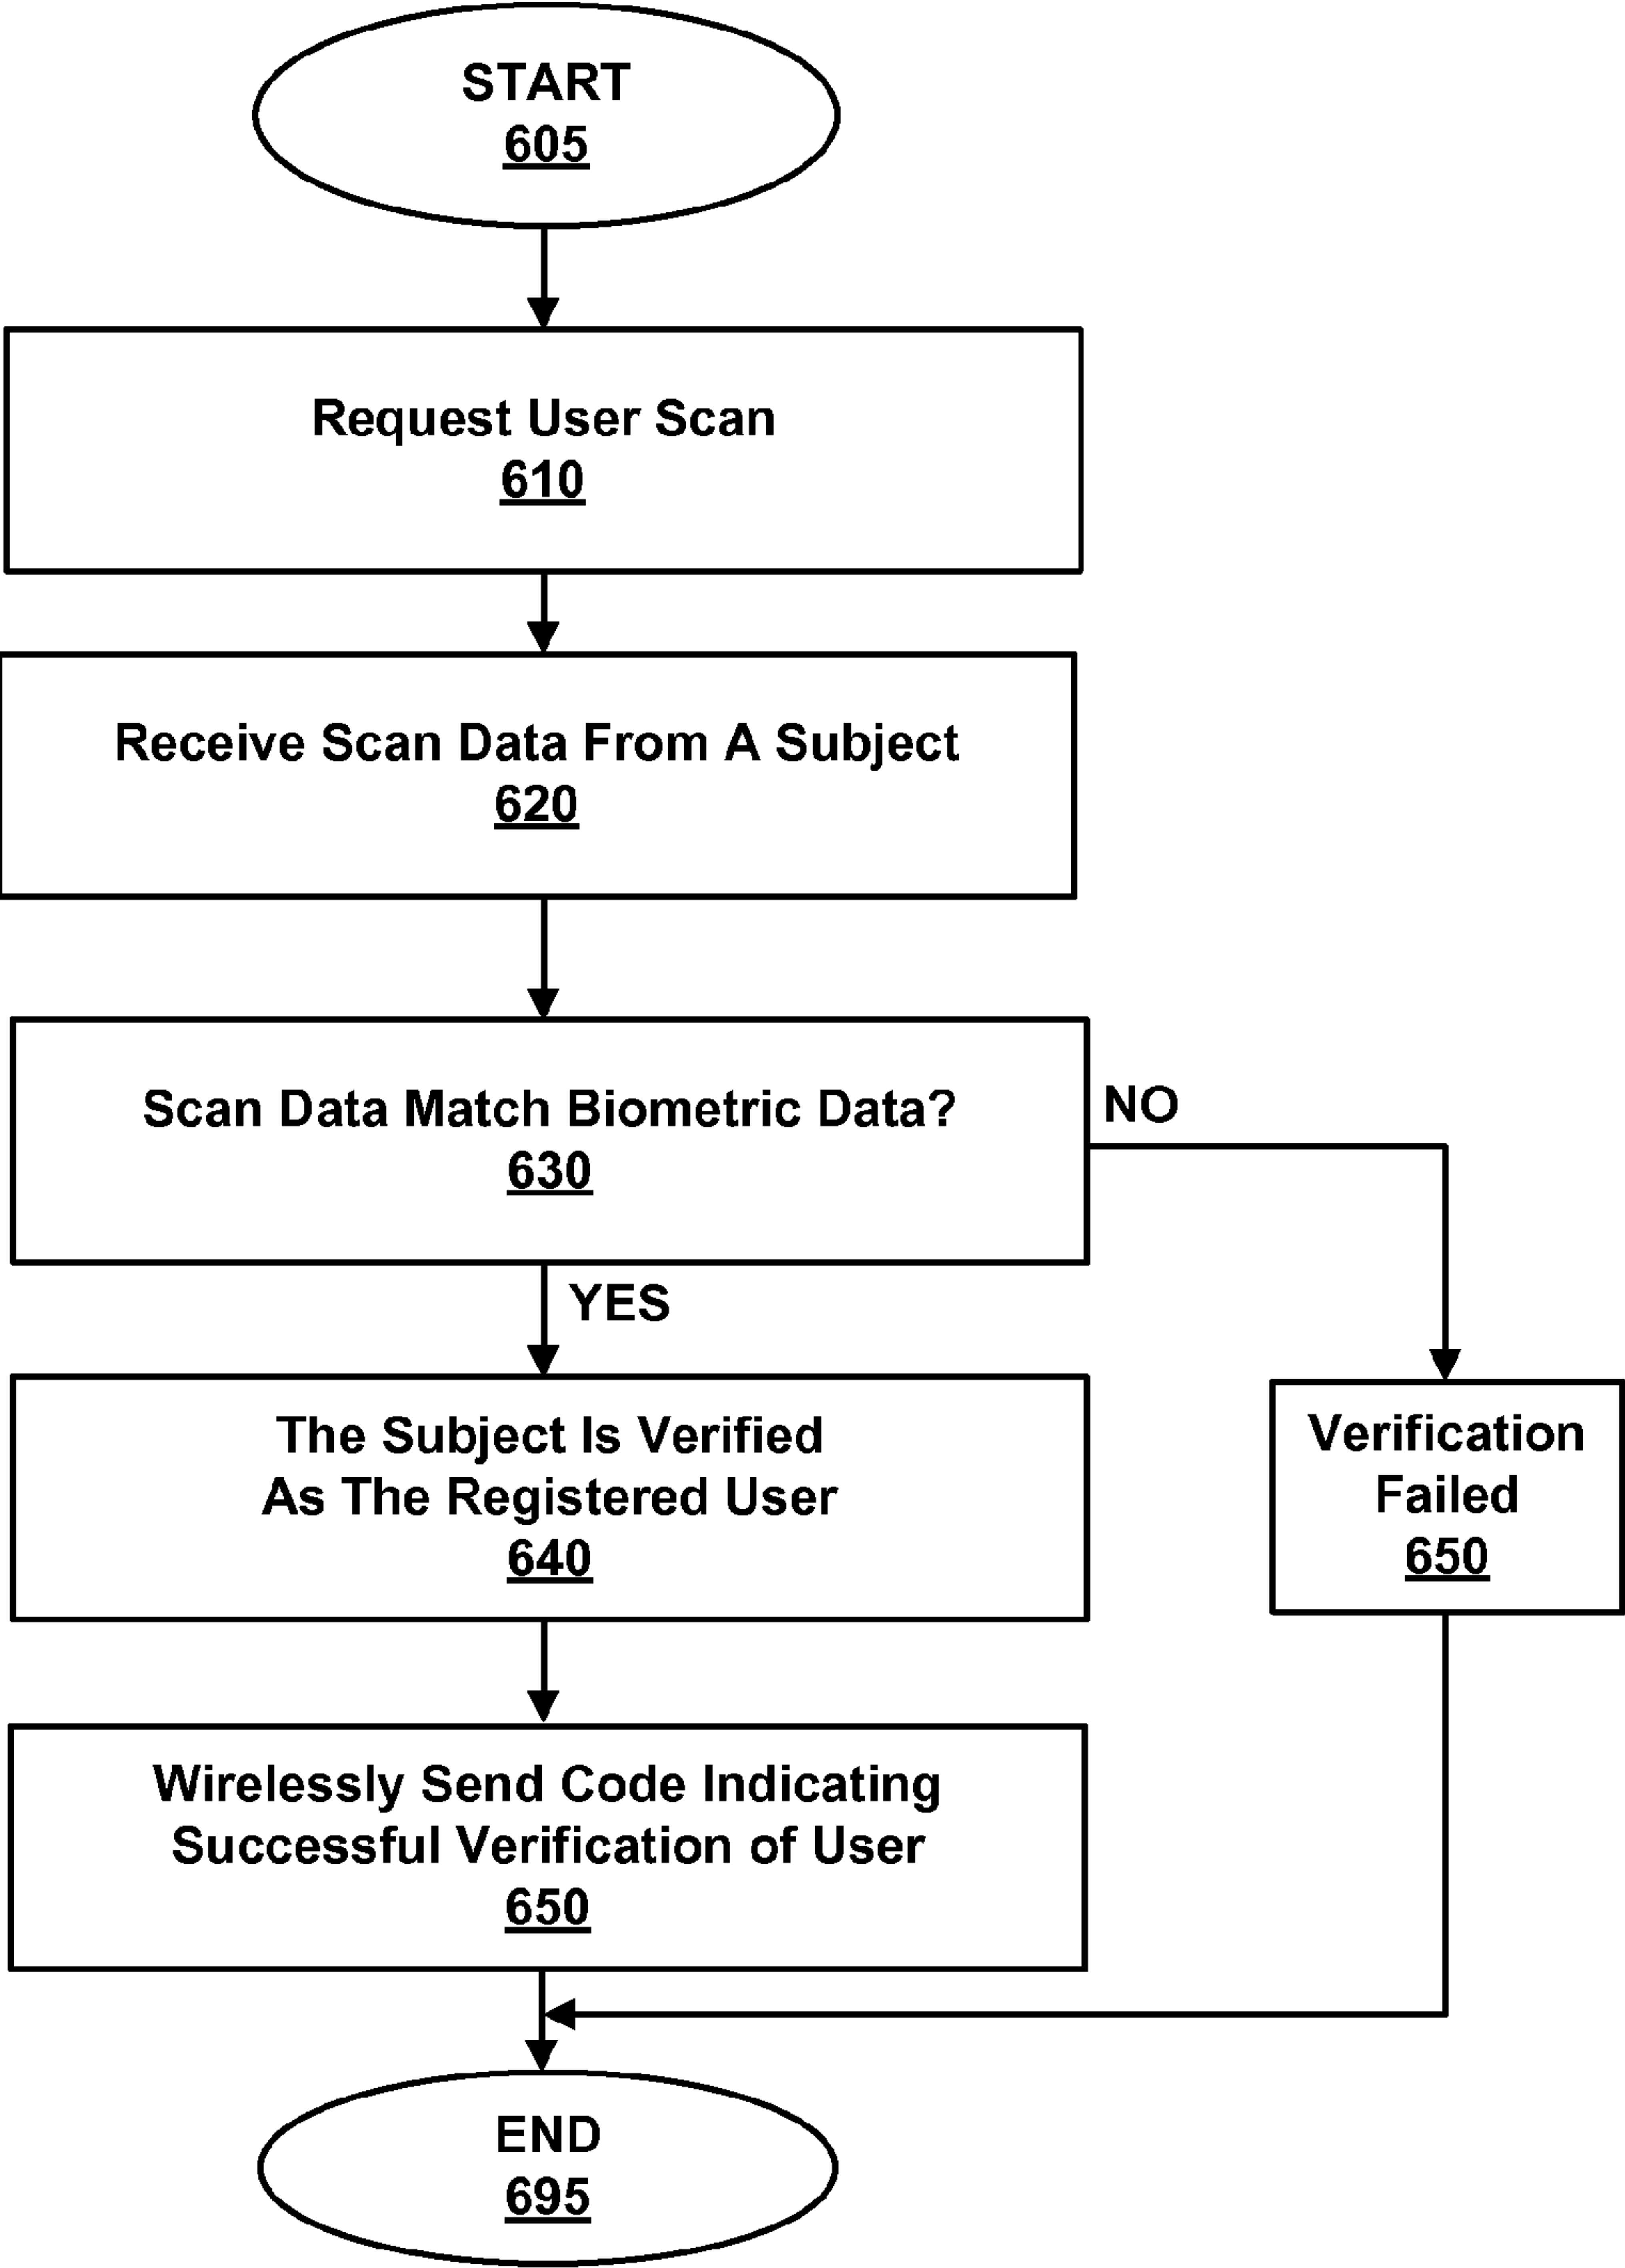 START
605
Request User Scan
610
Receive Scan Data From A Subject
620
Scan Data Match Biometric Data?
630
NO
YES
The Subject Is Verified
As The Registered User
640
Verification
Failed
650
Wirelessly Send Code Indicating
Successful Verification of User
650
END
695